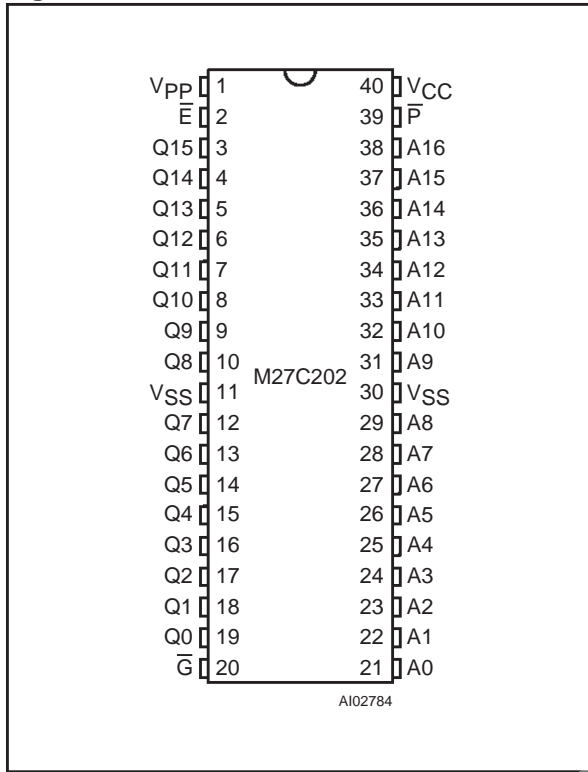 VPP 1 40 VCC
E̅ 2 39 P̅
Q15 3 38 A16
Q14 4 37 A15
Q13 5 36 A14
Q12 6 35 A13
Q11 7 34 A12
Q10 8 33 A11
Q9 9 32 A10
Q8 10 31 A9
M27C202
VSS 11 30 VSS
Q7 12 29 A8
Q6 13 28 A7
Q5 14 27 A6
Q4 15 26 A5
Q3 16 25 A4
Q2 17 24 A3
Q1 18 23 A2
Q0 19 22 A1
G̅ 20 21 A0
AI02784